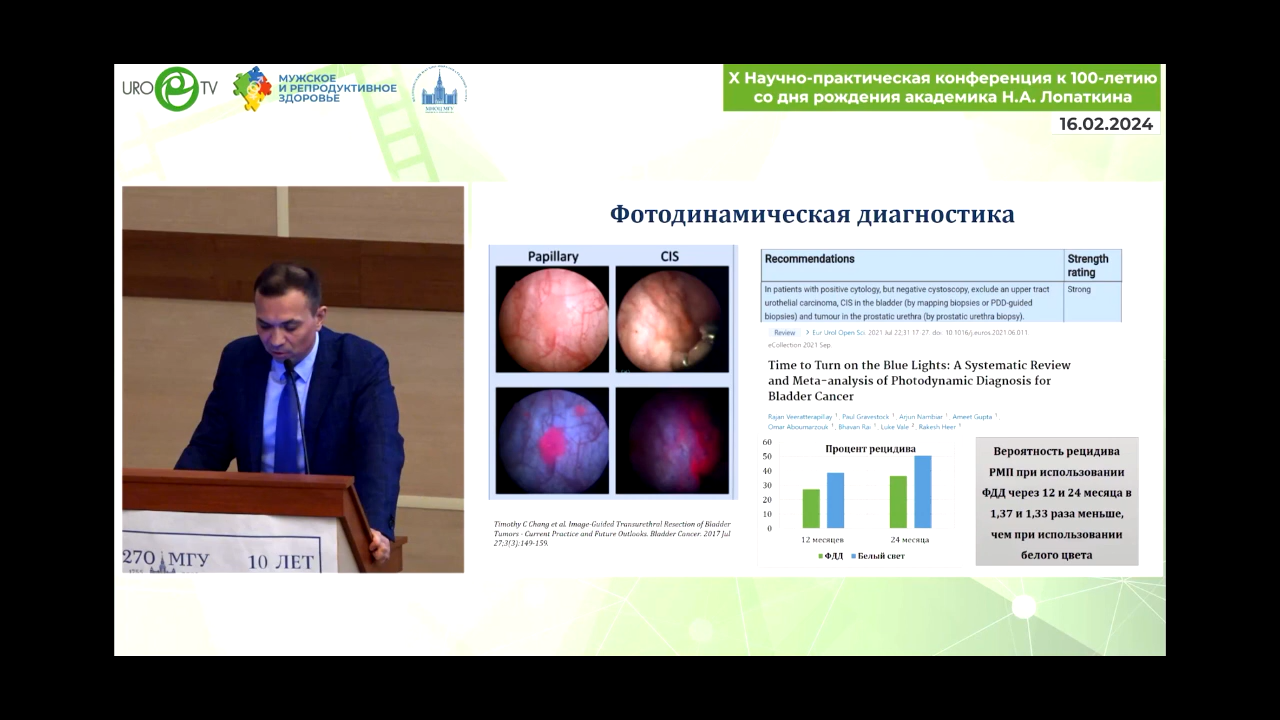 URO TV
МУЖСКОЕ
И РЕПРОДУКТИВНОЕ
ЗДОРОВЬЕ
X Научно-практическая конференция к 100-летию
со дня рождения академика Н.А. Лопаткина
16.02.2024
Фотодинамическая диагностика
Papillary CIS
Timothy C Chang et al. Image-Guided Transurethral Resection of Bladder
Tumors - Current Practice and Future Outlooks. Bladder Cancer. 2017 Jul
27;3(3):149-159.
Recommendations Strength
rating
In patients with positive cytology, but negative cystoscopy, exclude an upper tract Strong
urothelial carcinoma, CIS in the bladder (by mapping biopsies or PDD-guided
biopsies) and tumour in the prostatic urethra (by prostatic urethra biopsy).
Review > Eur Urol Open Sci. 2021 Jul 22;31:17-27. doi: 10.1016/j.euros.2021.06.011.
eCollection 2021 Sep.
Time to Turn on the Blue Lights: A Systematic Review
and Meta-analysis of Photodynamic Diagnosis for
Bladder Cancer
Rajan Veeratterapillay 1, Paul Gravestock 1, Arjun Nambiar 1, Ameet Gupta 1,
Omar Aboumarzouk 1, Bhavan Rai 1, Luke Vale 2, Rakesh Heer 3
Процент рецидива
60
50
40
30
20
10
0
12 месяцев 24 месяца
ФДД Белый свет
Вероятность рецидива
РМП при использовании
ФДД через 12 и 24 месяца в
1,37 и 1,33 раза меньше,
чем при использовании
белого цвета
270 МГУ 10 ЛЕТ